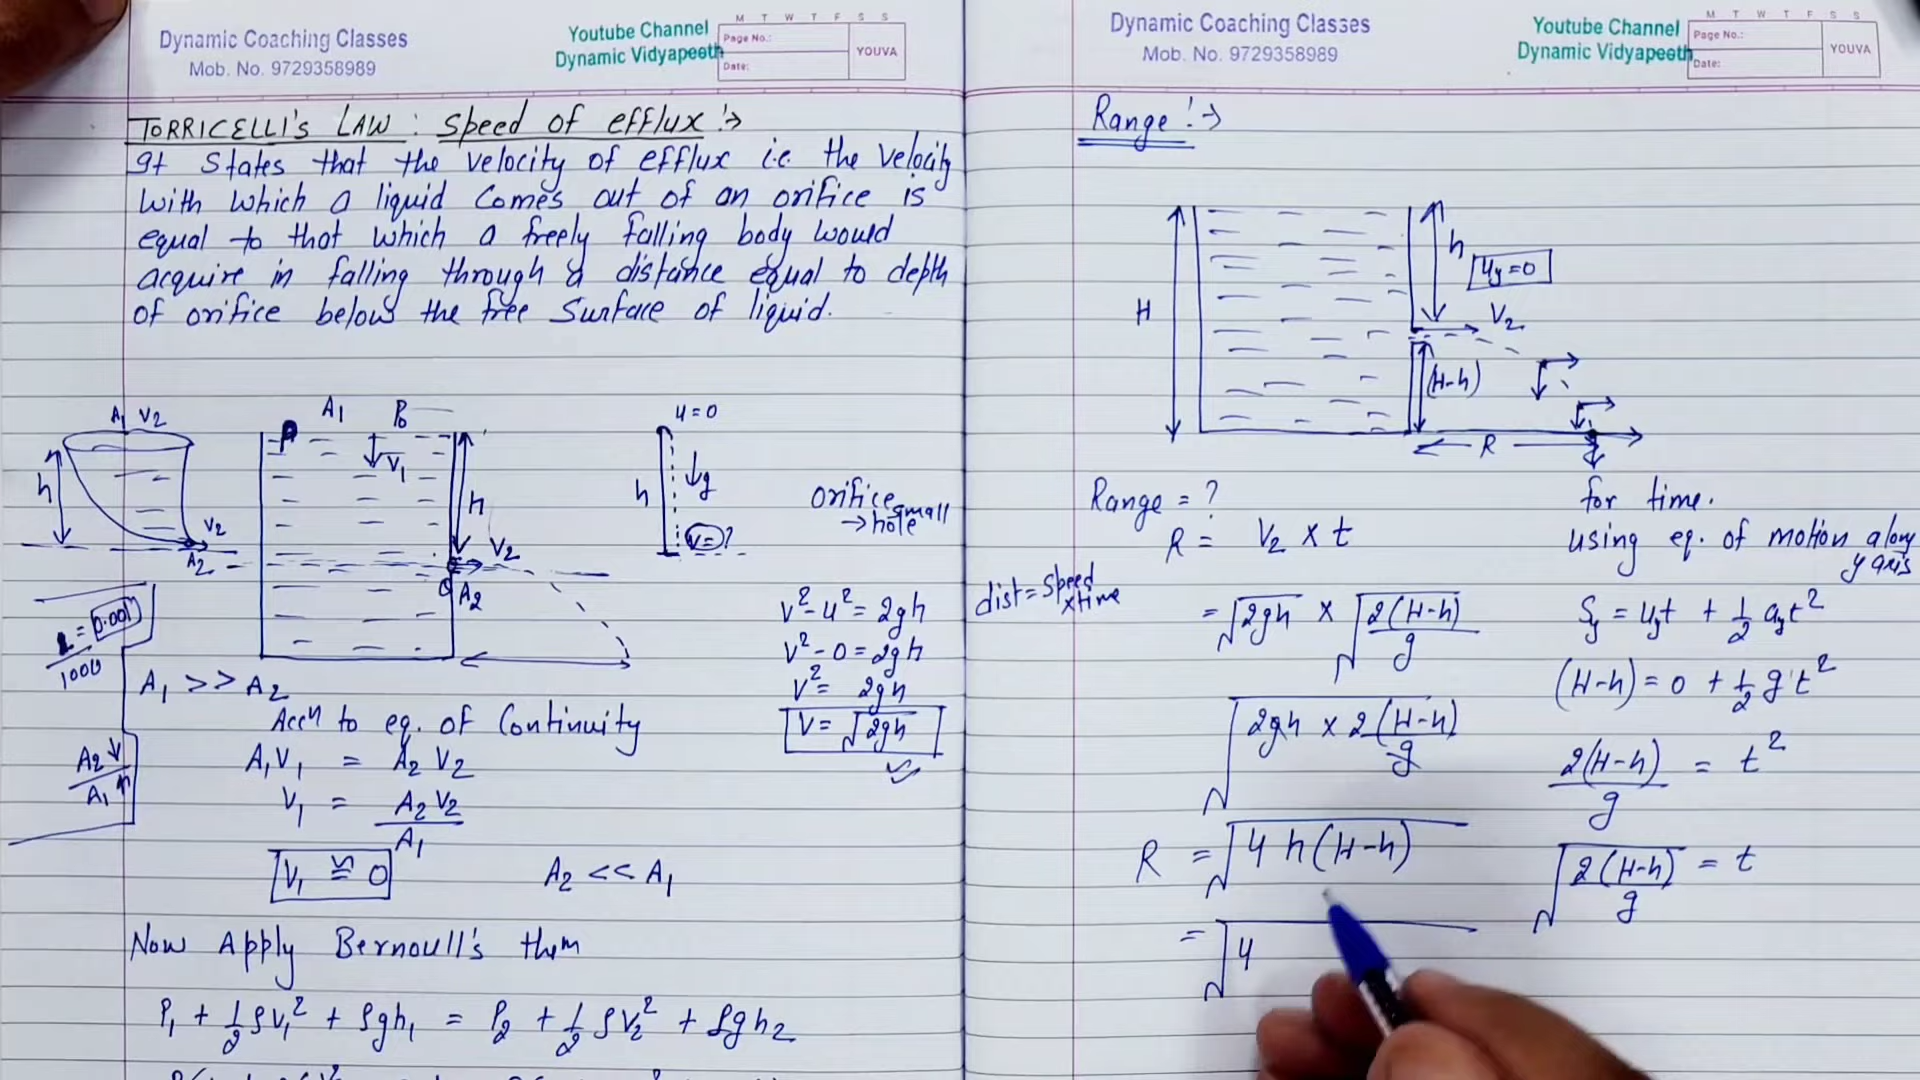 Dynamic Coaching Classes
Mob. No. 9729358989
Youtube Channel
Dynamic Vidyapeeth
M T W T F S S
Page No.:
Date:
YOUVA
TORRICELLI's LAW : Speed of efflux :→
It States that the velocity of efflux i.e. the velocity
with which a liquid comes out of an orifice is
equal to that which a freely falling body would
acquire in falling through a distance equal to depth
of orifice below the free surface of liquid.
A1 V2
h
V2
A2
A1 P0
V1
h
V2
A2
u=0
h
↓g
v=?
orifice
→ small hole
v²-u² = 2gh
v²-0 = 2gh
v² = 2gh
V = √2gh
= 0.001
1000
A1 >> A2
Accn to eq. of Continuity
A1V1 = A2 V2
A2↓
A1↑
V1 = A2 V2
A1
V1 ≅ 0
A2 << A1
Now Apply Bernoull's thm
P1 + 1/2 ρv1² + ρgh1 = P2 + 1/2 ρv2² + ρgh2
Dynamic Coaching Classes
Mob. No. 9729358989
Youtube Channel
Dynamic Vidyapeeth
M T W T F S S
Page No.:
Date:
YOUVA
Range :→
H
h
uy=0
V2
(H-h)
R
Range = ?
R = V2 × t
dist = speed × time
= √2gh × √2(H-h)/g
√2gh × 2(H-h)/g
R = √4 h(H-h)
= √4
for time.
using eq. of motion along
y axis
Sy = uyt + 1/2 ayt²
(H-h) = 0 + 1/2 g t²
2(H-h)/g = t²
√2(H-h)/g = t